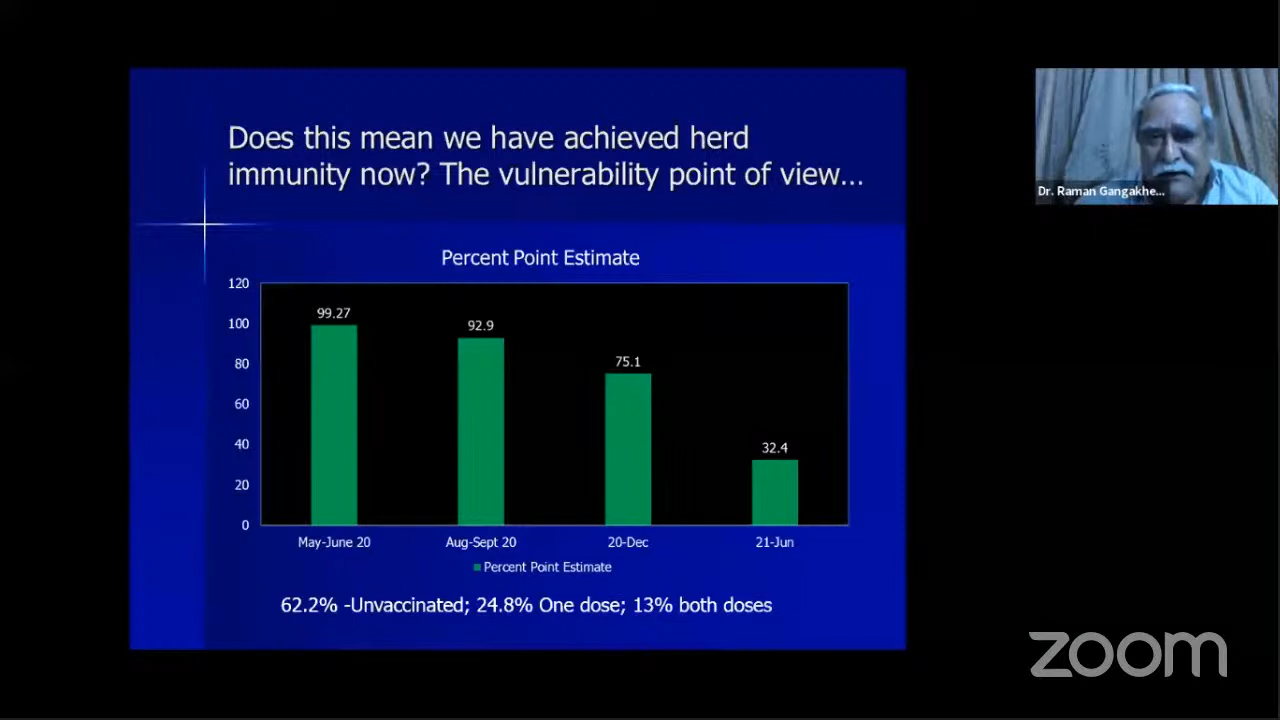 Does this mean we have achieved herd
immunity now? The vulnerability point of view...
Dr. Raman Gangakhe...
Percent Point Estimate
120
100
80
60
40
20
0
99.27
92.9
75.1
32.4
May-June 20
Aug-Sept 20
20-Dec
21-Jun
Percent Point Estimate
62.2% -Unvaccinated; 24.8% One dose; 13% both doses
zoom